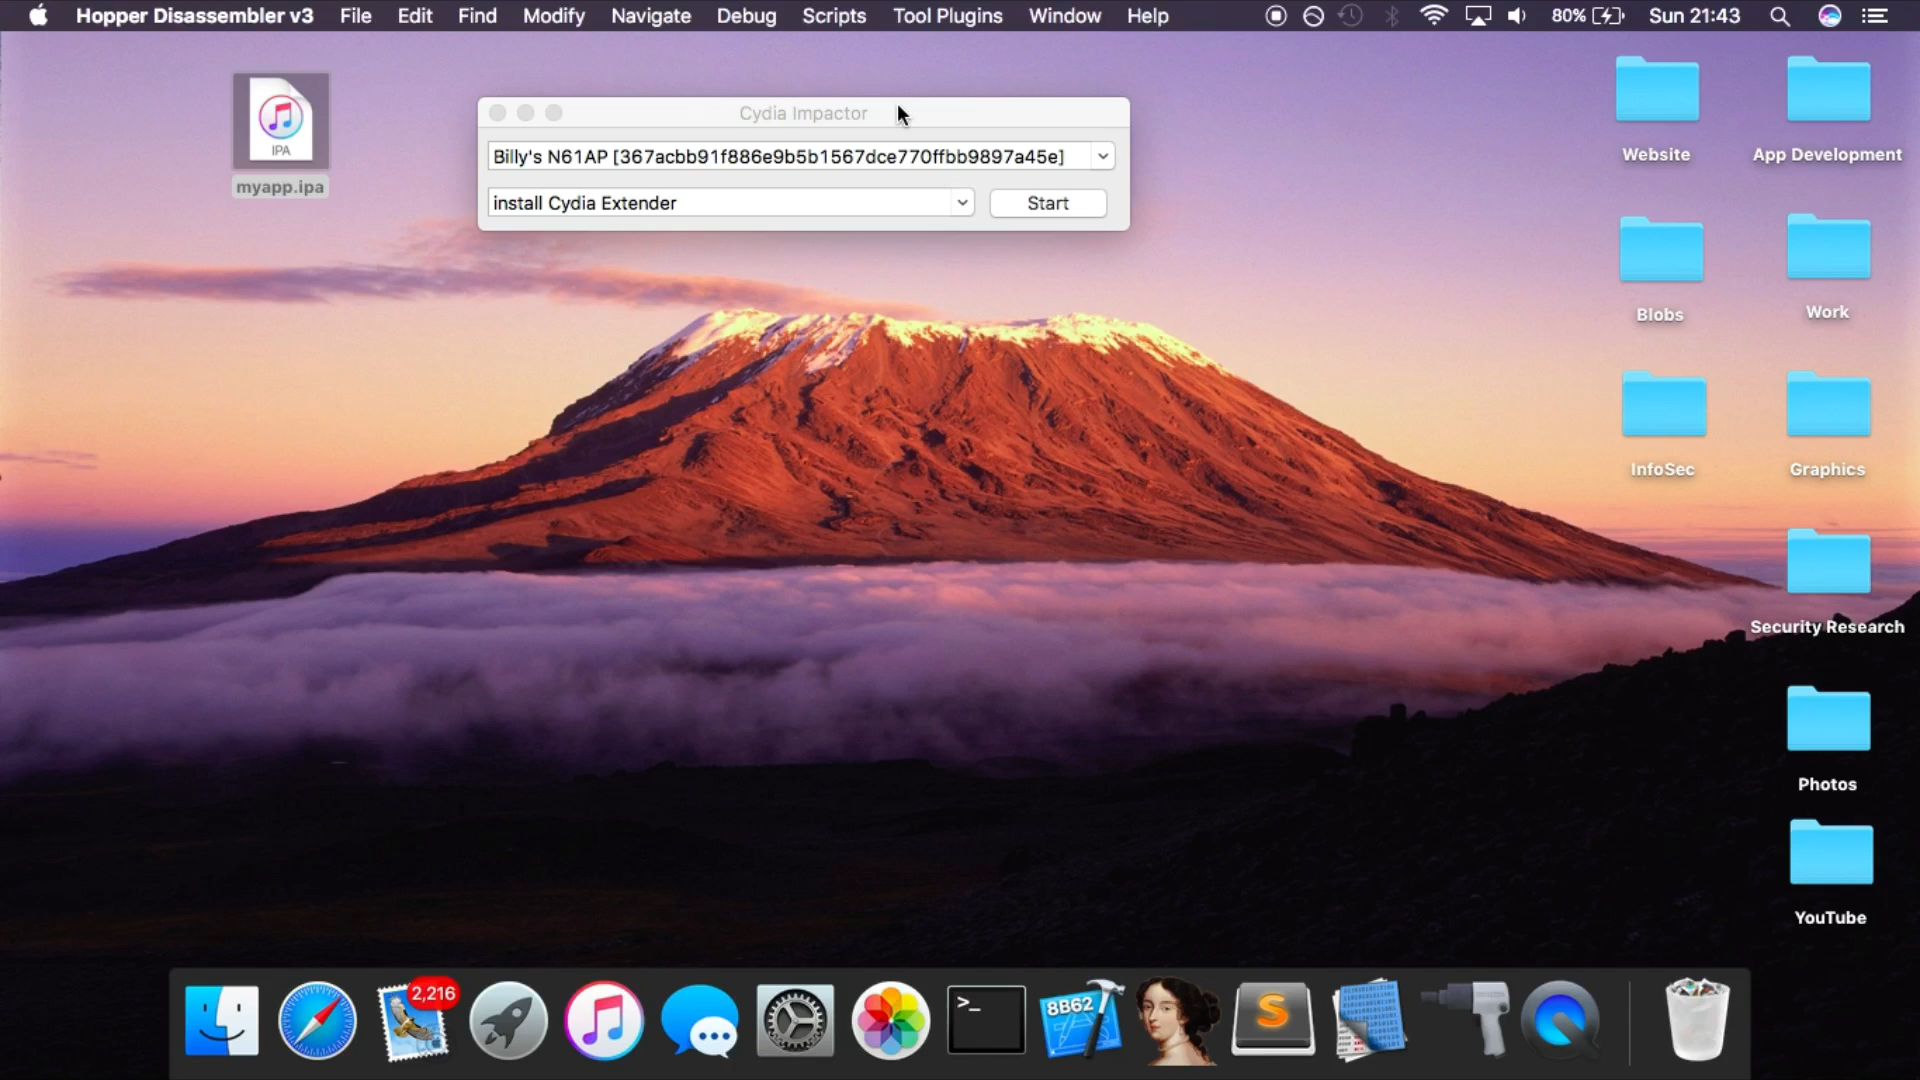 Hopper Disassembler v3 File Edit Find Modify Navigate Debug Scripts Tool Plugins Window Help 80% Sun 21:43
IPA
myapp.ipa
Cydia Impactor
Billy's N61AP [367acbb91f886e9b5b1567dce770ffbb9897a45e]
install Cydia Extender
Start
Website
App Development
Blobs
Work
InfoSec
Graphics
Security Research
Photos
YouTube
2,216
>_
8B62
S